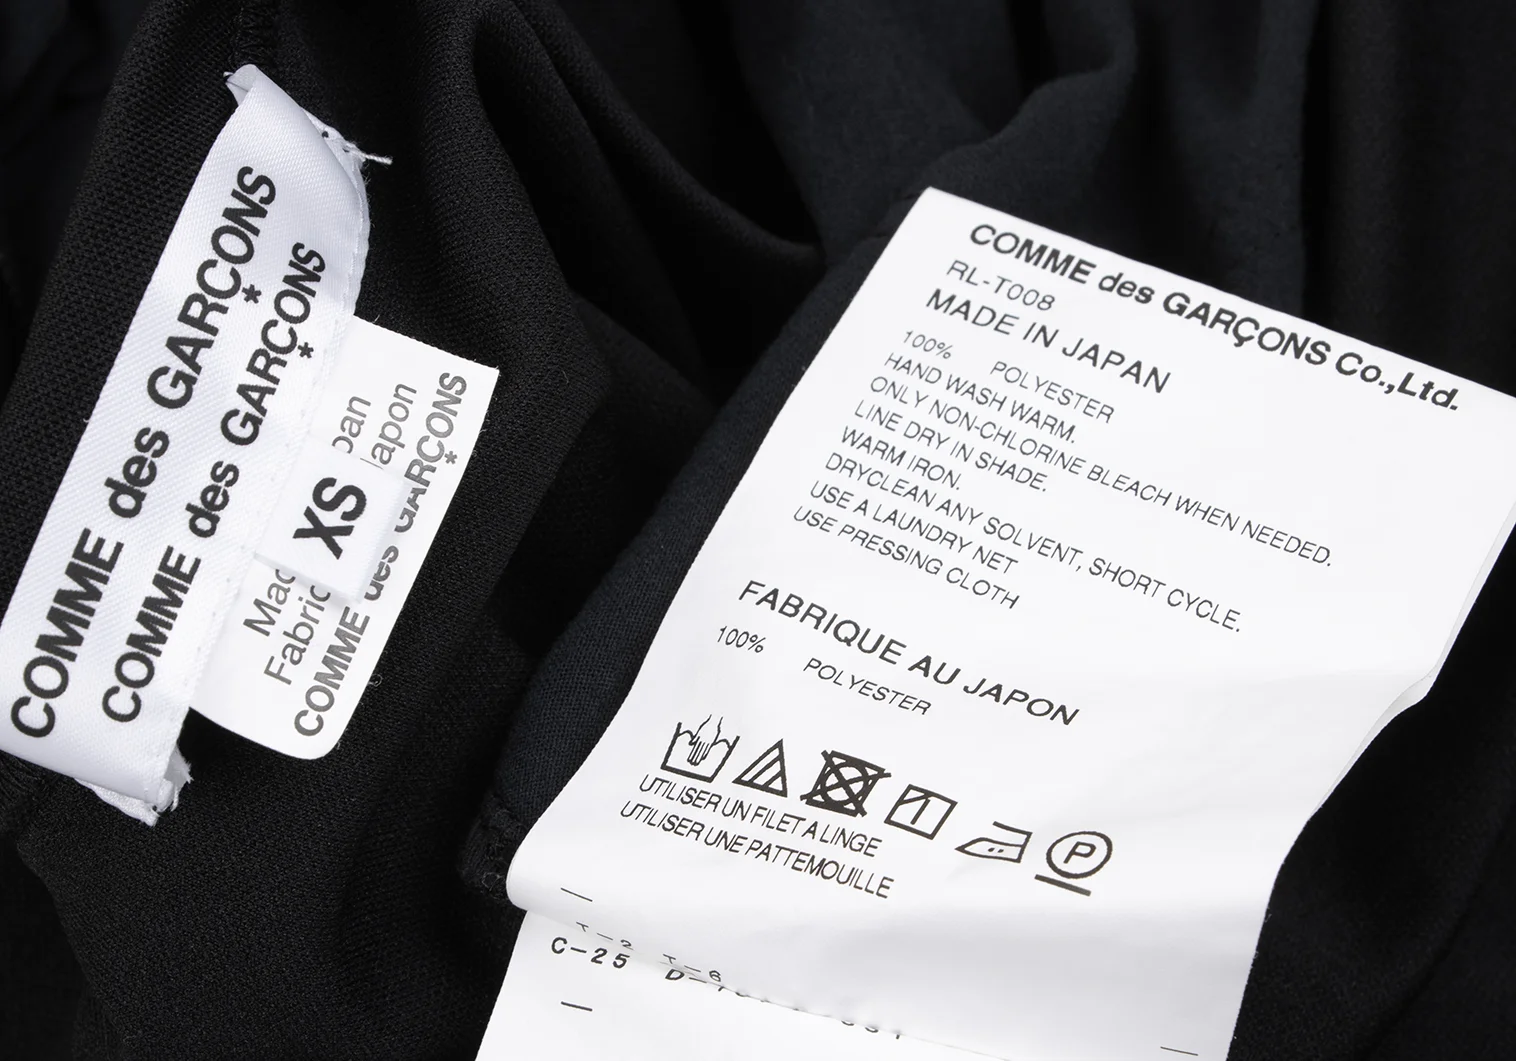 COMME des GARÇONS
*
COMME des GARÇONS
*
XS
COMME des GARÇONS
*
COMME des GARÇONS Co.,Ltd.
RL-T008
MADE IN JAPAN
100% POLYESTER
HAND WASH WARM.
ONLY NON-CHLORINE BLEACH WHEN NEEDED.
LINE DRY IN SHADE.
WARM IRON.
DRYCLEAN ANY SOLVENT, SHORT CYCLE.
USE A LAUNDRY NET
USE PRESSING CLOTH
FABRIQUE AU JAPON
100% POLYESTER
P
UTILISER UN FILET A LINGE
UTILISER UNE PATTEMOUILLE
C-25